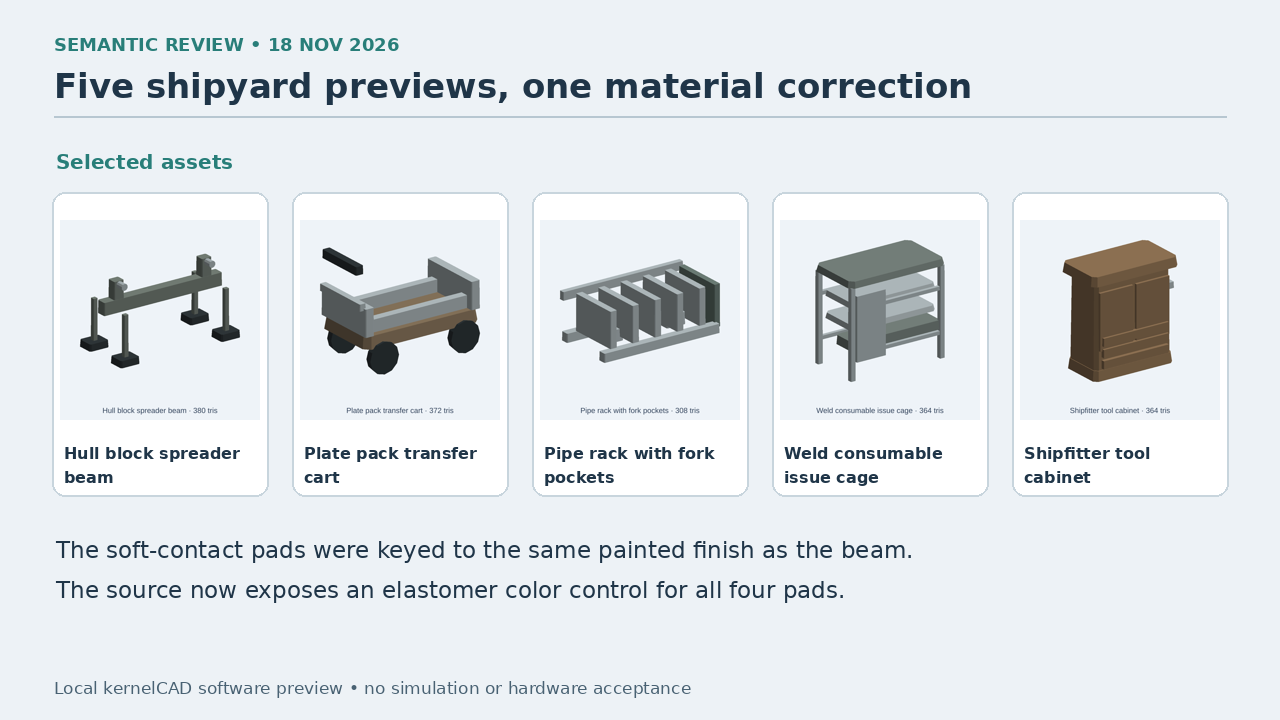 SEMANTIC REVIEW • 18 NOV 2026
Five shipyard previews, one material correction
Selected assets
Hull block spreader beam · 380 tris
Plate pack transfer cart · 372 tris
Pipe rack with fork pockets · 308 tris
Weld consumable issue cage · 364 tris
Shipfitter tool cabinet · 364 tris
Hull block spreader
beam
Plate pack transfer
cart
Pipe rack with fork
pockets
Weld consumable
issue cage
Shipfitter tool
cabinet
The soft-contact pads were keyed to the same painted finish as the beam.
The source now exposes an elastomer color control for all four pads.
Local kernelCAD software preview • no simulation or hardware acceptance